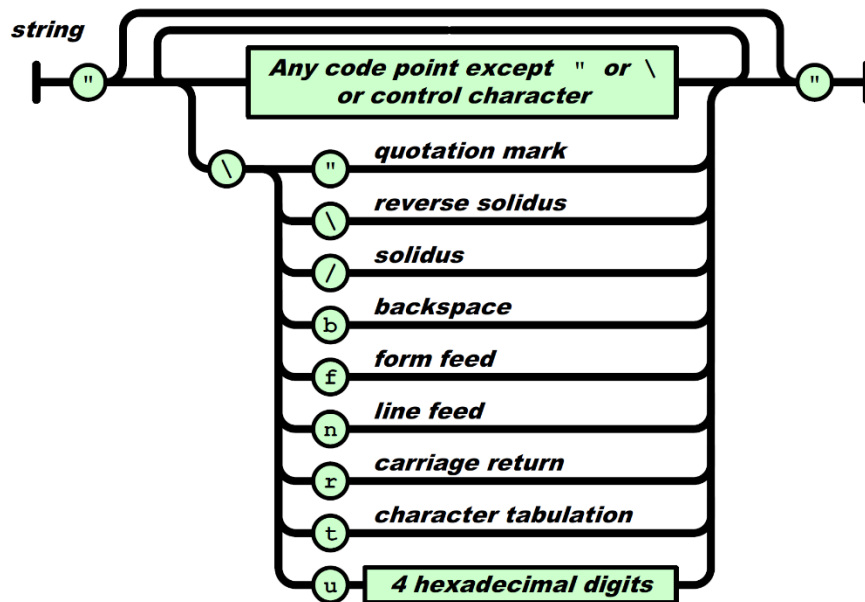 string
" Any code point except " or \ "
or control character
\ " quotation mark
\ reverse solidus
/ solidus
b backspace
f form feed
n line feed
r carriage return
t character tabulation
u 4 hexadecimal digits